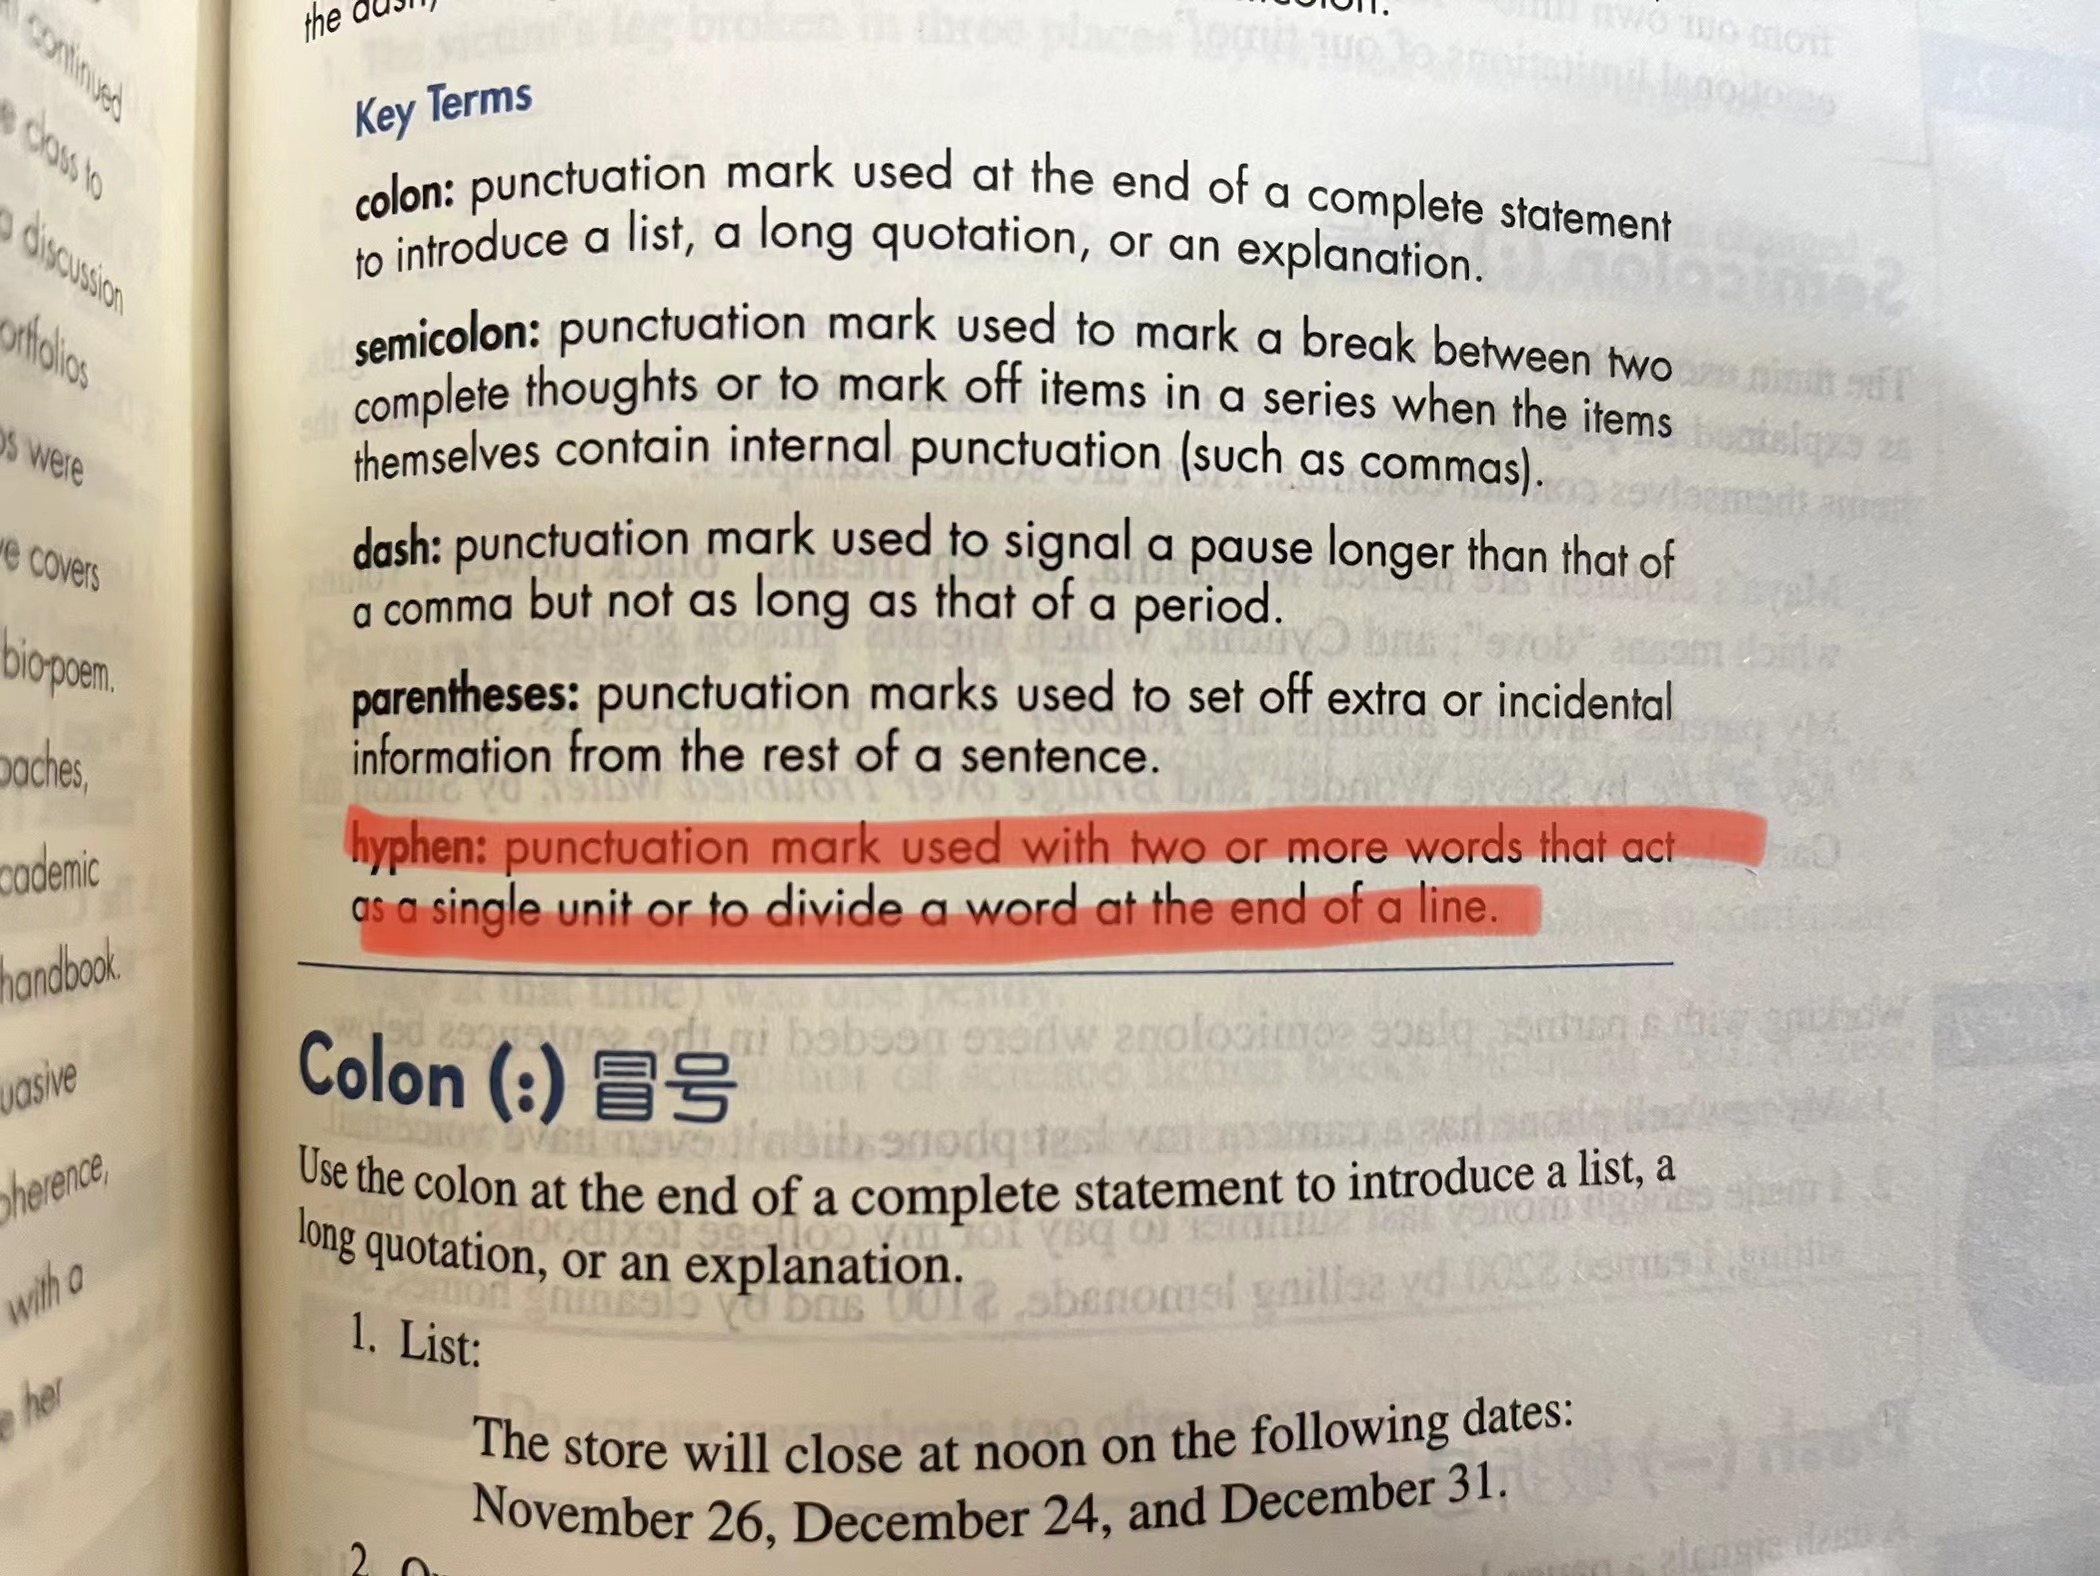 continued
class to
discussion
were
covers
bio-poem.
handbook.
with a
her
the
Key Terms
colon: punctuation mark used at the end of a complete statement
to introduce a list, a long quotation, or an explanation.
semicolon: punctuation mark used to mark a break between two
complete thoughts or to mark off items in a series when the items
themselves contain internal punctuation (such as commas).
dash: punctuation mark used to signal a pause longer than that of
a comma but not as long as that of a period.
parentheses: punctuation marks used to set off extra or incidental
information from the rest of a sentence.
hyphen: punctuation mark used with two or more words that act
as a single unit or to divide a word at the end of a line.
Colon (:) 冒号
Use the colon at the end of a complete statement to introduce a list, a
long quotation, or an explanation.
1. List:
The store will close at noon on the following dates:
November 26, December 24, and December 31.
2.